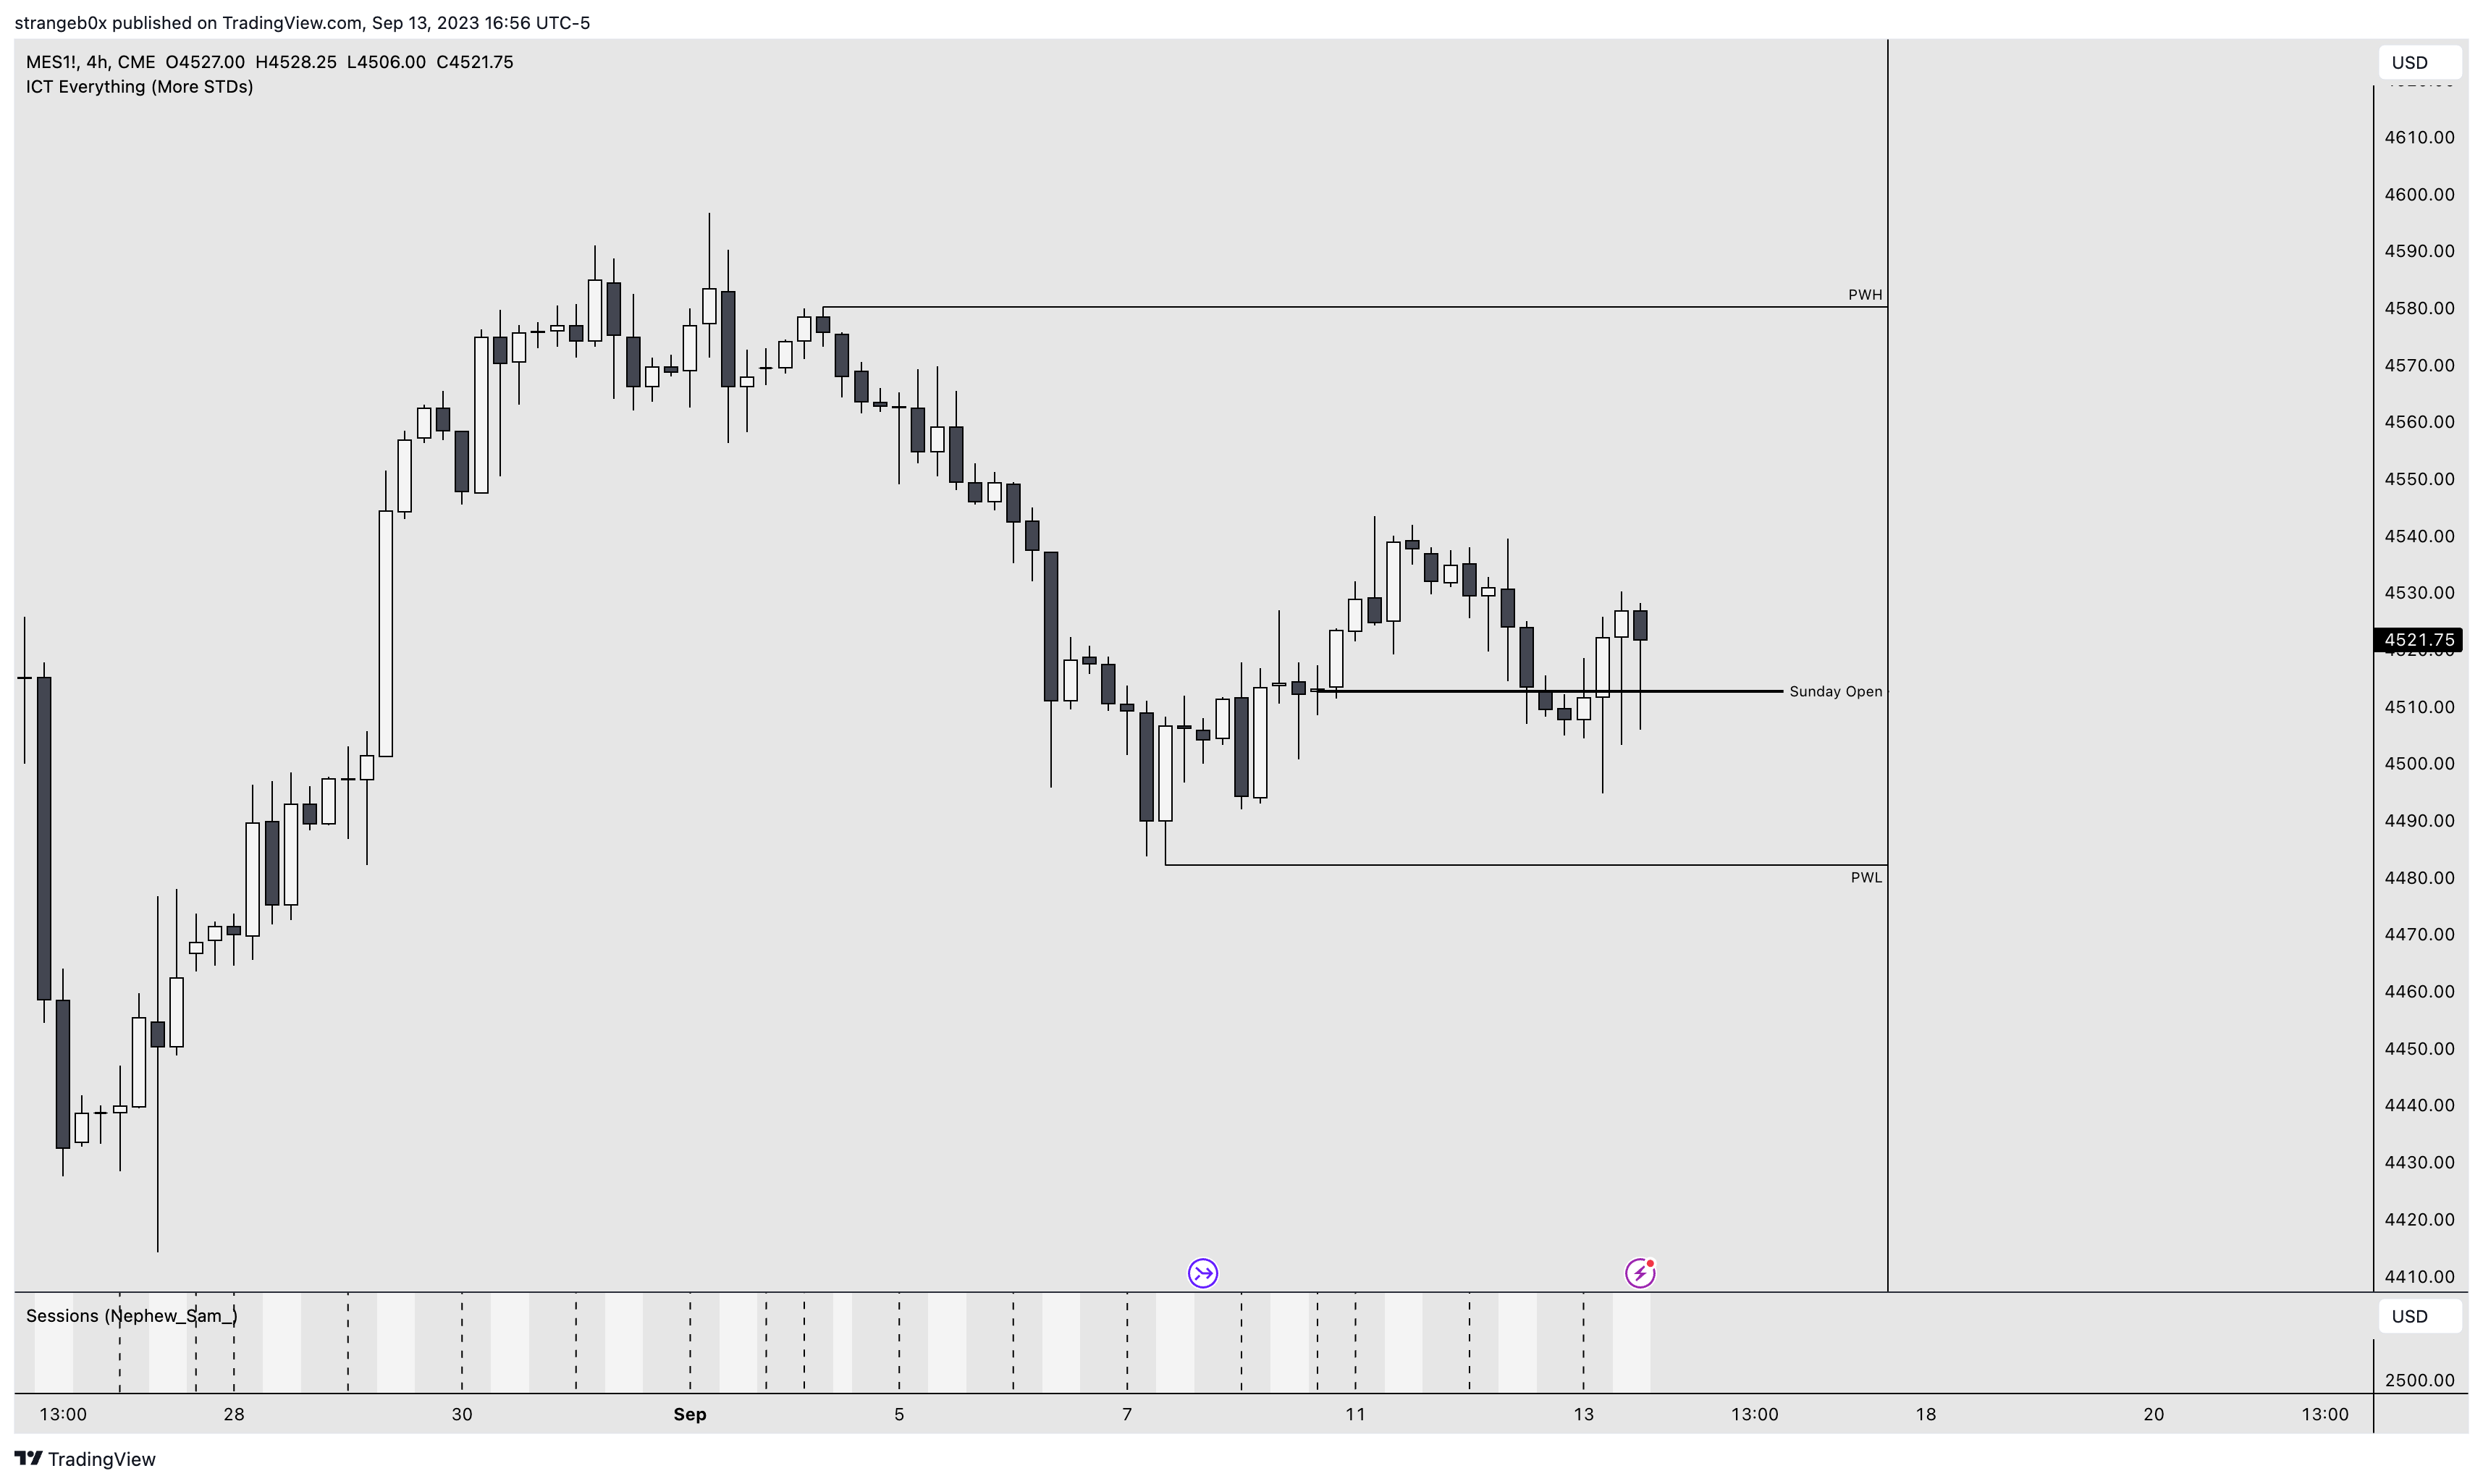 strangeb0x published on TradingView.com, Sep 13, 2023 16:56 UTC-5
MES1!, 4h, CME O4527.00 H4528.25 L4506.00 C4521.75
ICT Everything (More STDs)
USD
4610.00
4600.00
4590.00
PWH
4580.00
4570.00
4560.00
4550.00
4540.00
4530.00
4521.75
4520.00
Sunday Open
4510.00
4500.00
4490.00
PWL
4480.00
4470.00
4460.00
4450.00
4440.00
4430.00
4420.00
4410.00
Sessions (Nephew_Sam_)
USD
2500.00
13:00 28 30 Sep 5 7 11 13 13:00 18 20 13:00
TradingView